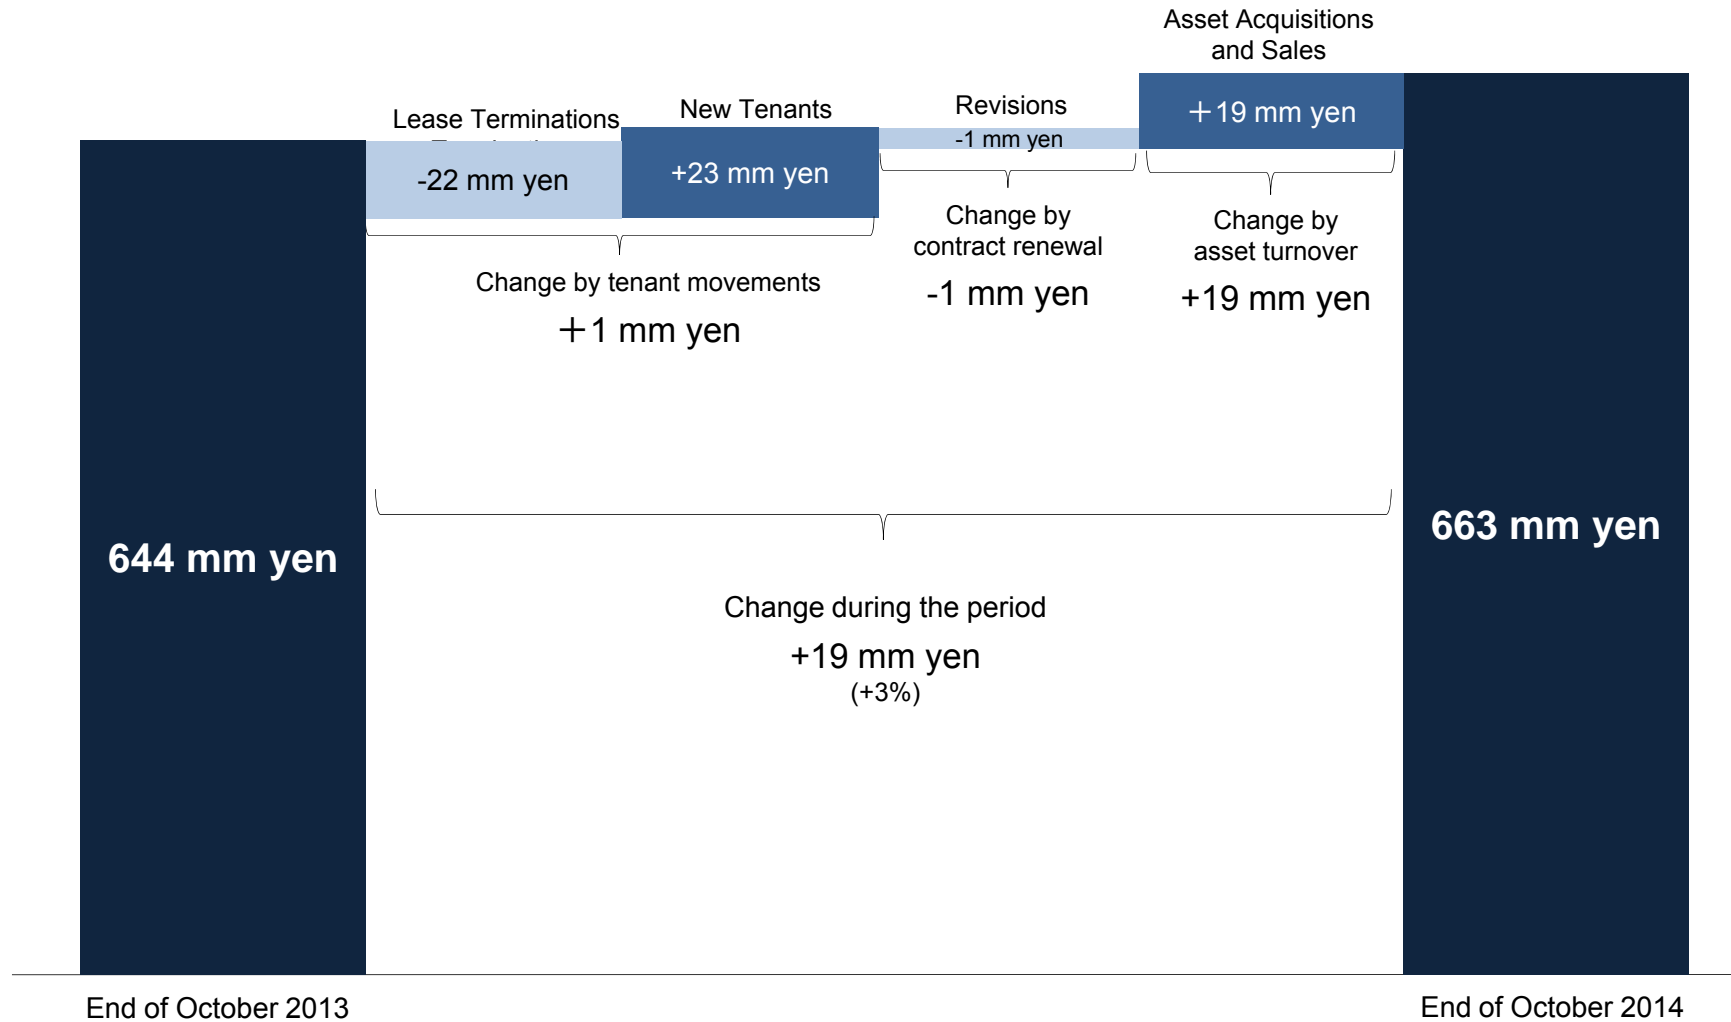 Asset Acquisitions
and Sales
Lease Terminations
New Tenants
Revisions
-22 mm yen
+23 mm yen
-1 mm yen
＋19 mm yen
Change by tenant movements
＋1 mm yen
Change by
contract renewal
-1 mm yen
Change by
asset turnover
+19 mm yen
644 mm yen
663 mm yen
Change during the period
+19 mm yen
(+3%)
End of October 2013
End of October 2014